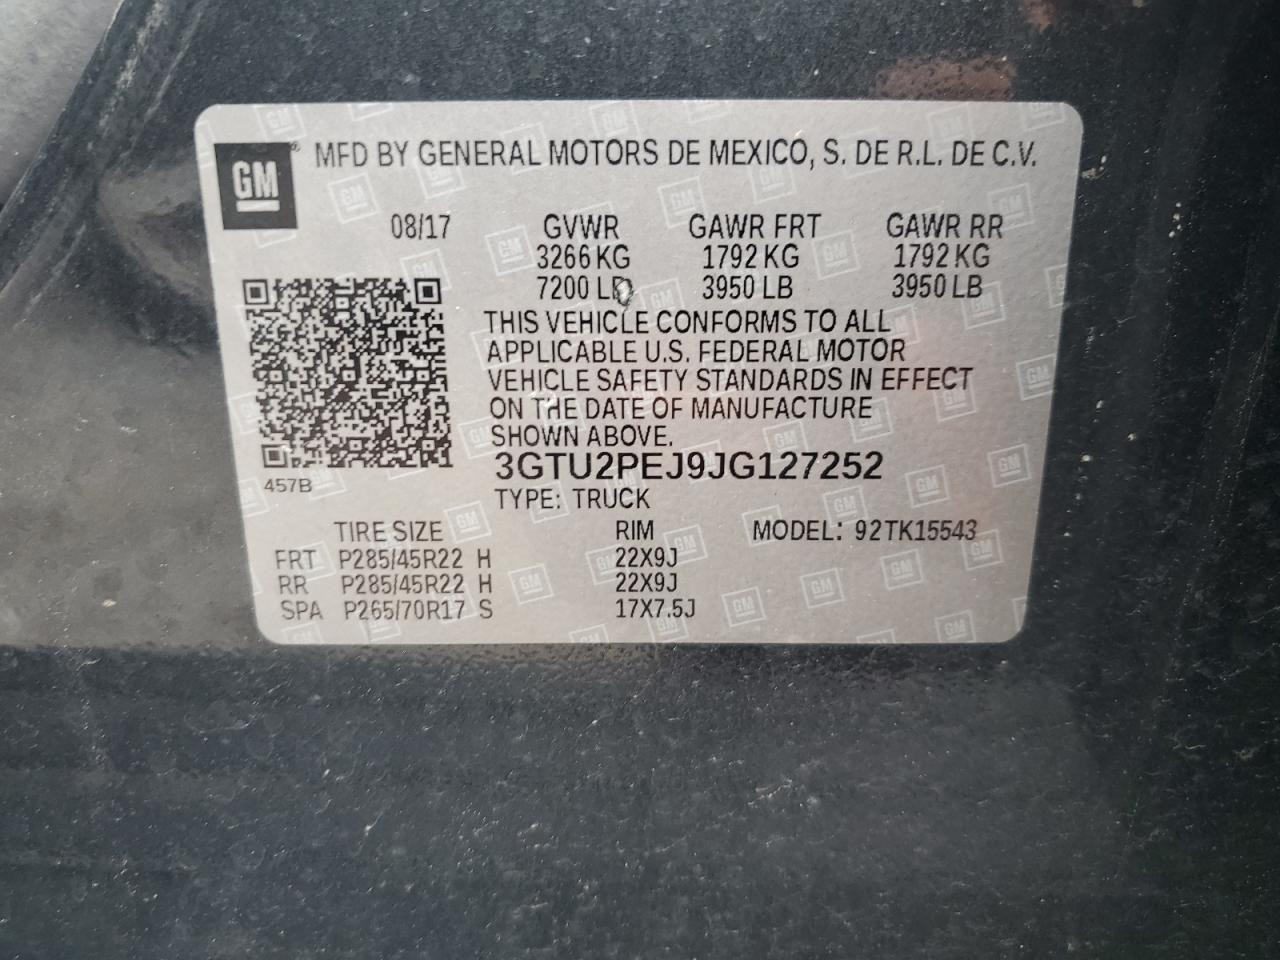 GM® MFD BY GENERAL MOTORS DE MEXICO, S. DE R.L. DE C.V.
08/17 GVWR GAWR FRT GAWR RR
3266 KG 1792 KG 1792 KG
7200 LB 3950 LB 3950 LB
THIS VEHICLE CONFORMS TO ALL
APPLICABLE U.S. FEDERAL MOTOR
VEHICLE SAFETY STANDARDS IN EFFECT
ON THE DATE OF MANUFACTURE
SHOWN ABOVE.
3GTU2PEJ9JG127252
457B
TYPE: TRUCK
TIRE SIZE RIM MODEL: 92TK15543
FRT P285/45R22 H 22X9J
RR P285/45R22 H 22X9J
SPA P265/70R17 S 17X7.5J